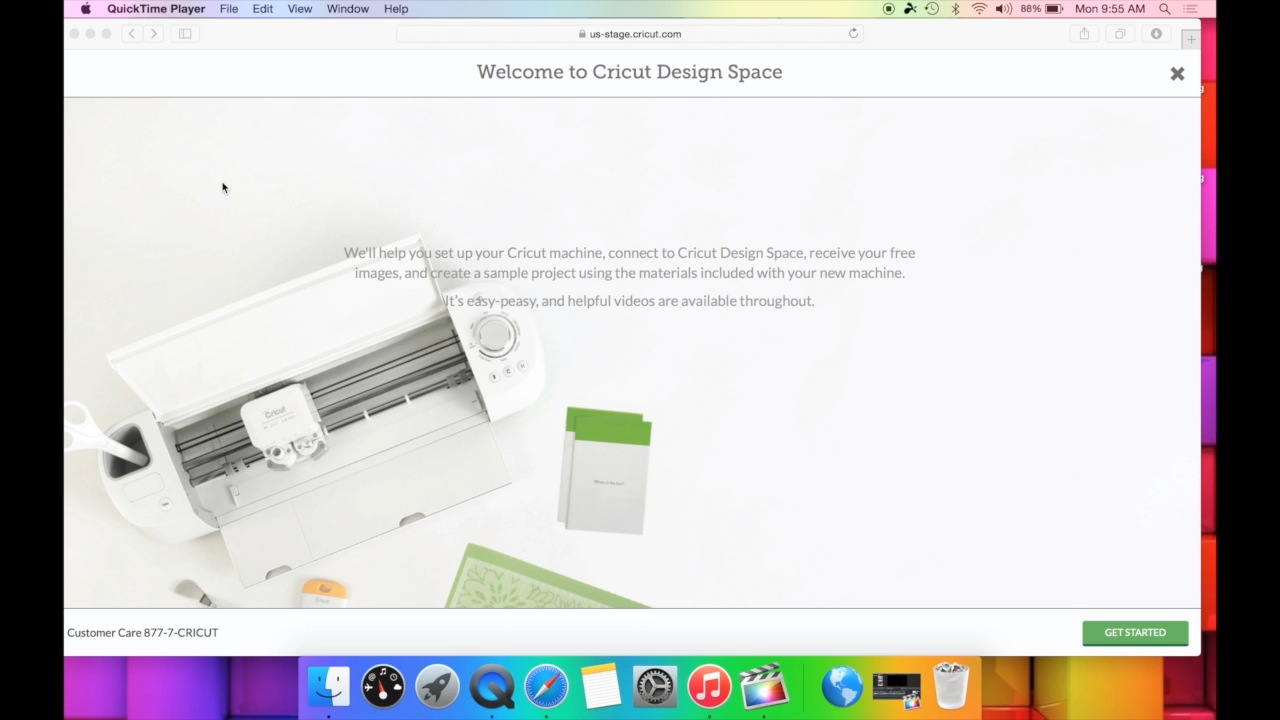 QuickTime Player File Edit View Window Help 88% Mon 9:55 AM
us-stage.cricut.com
Welcome to Cricut Design Space
We'll help you set up your Cricut machine, connect to Cricut Design Space, receive your free
images, and create a sample project using the materials included with your new machine.
It's easy-peasy, and helpful videos are available throughout.
Cricut
Customer Care 877-7-CRICUT
GET STARTED